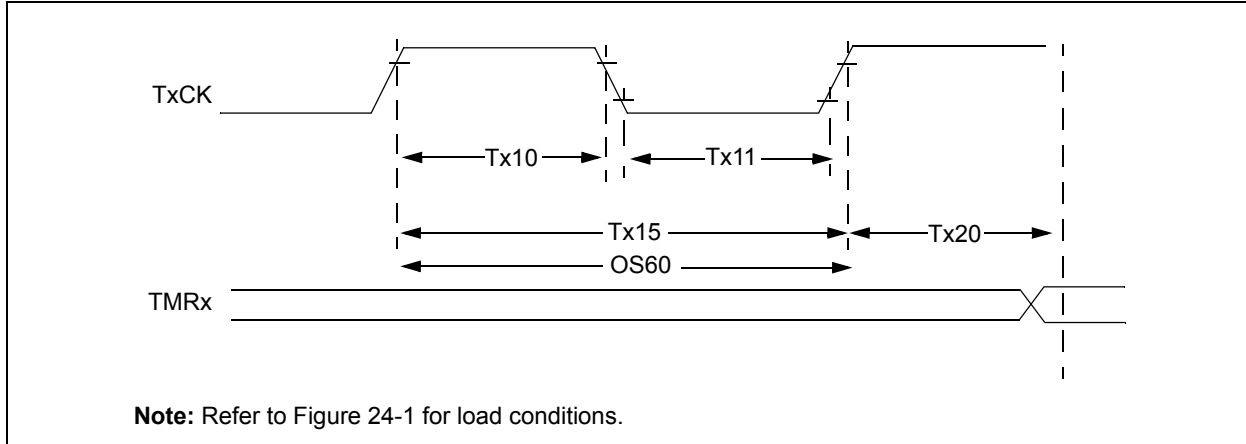 TxCK
Tx10
Tx11
Tx15
Tx20
OS60
TMRx
Note: Refer to Figure 24-1 for load conditions.